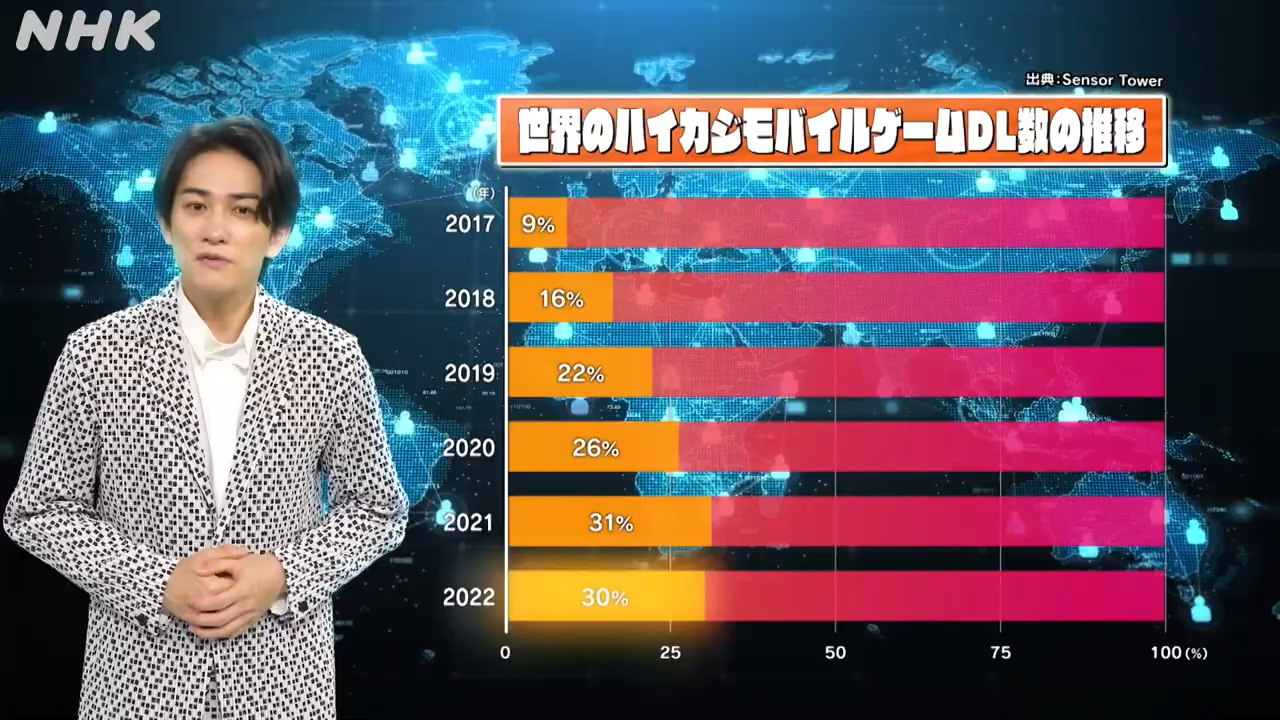 NHK
出典:Sensor Tower
世界のハイカジモバイルゲームDL数の推移
(年)
2017 9%
2018 16%
2019 22%
2020 26%
2021 31%
2022 30%
0 25 50 75 100(%)